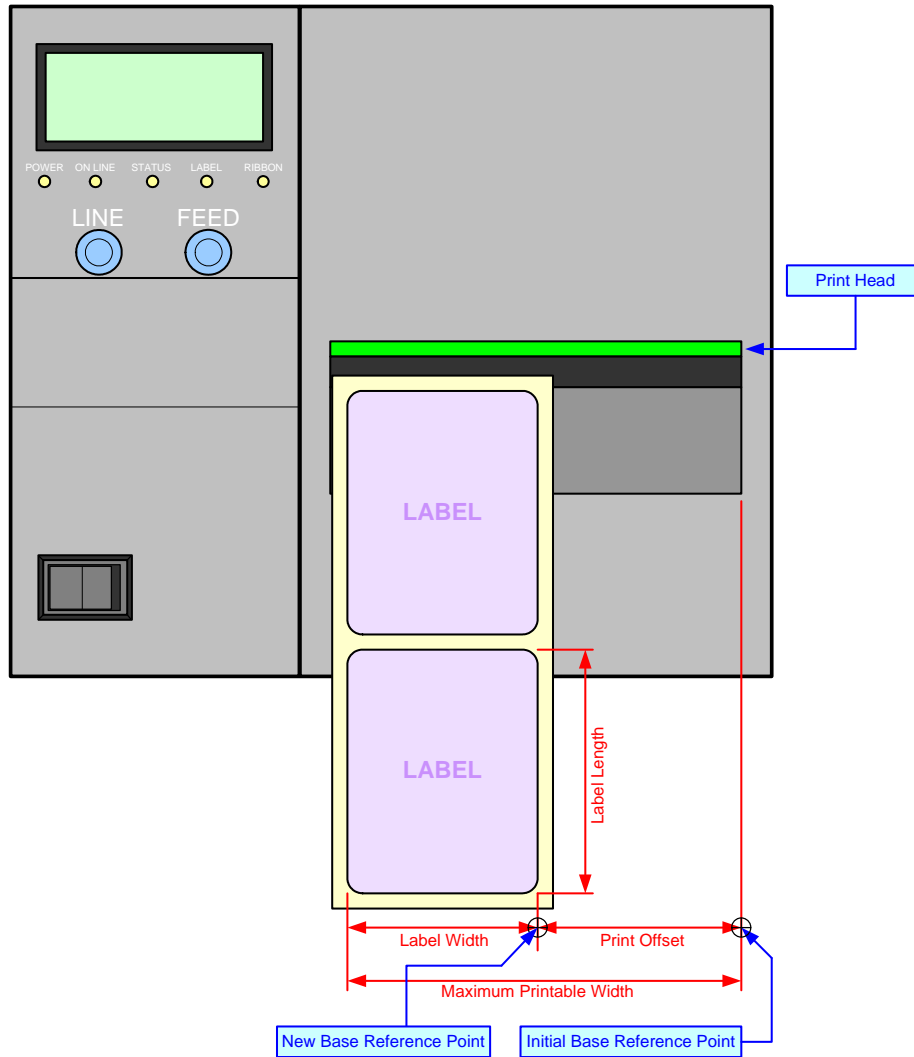 POWER ON LINE STATUS LABEL RIBBON
LINE FEED
Print Head
LABEL
LABEL
Label Length
Label Width Print Offset
Maximum Printable Width
New Base Reference Point Initial Base Reference Point